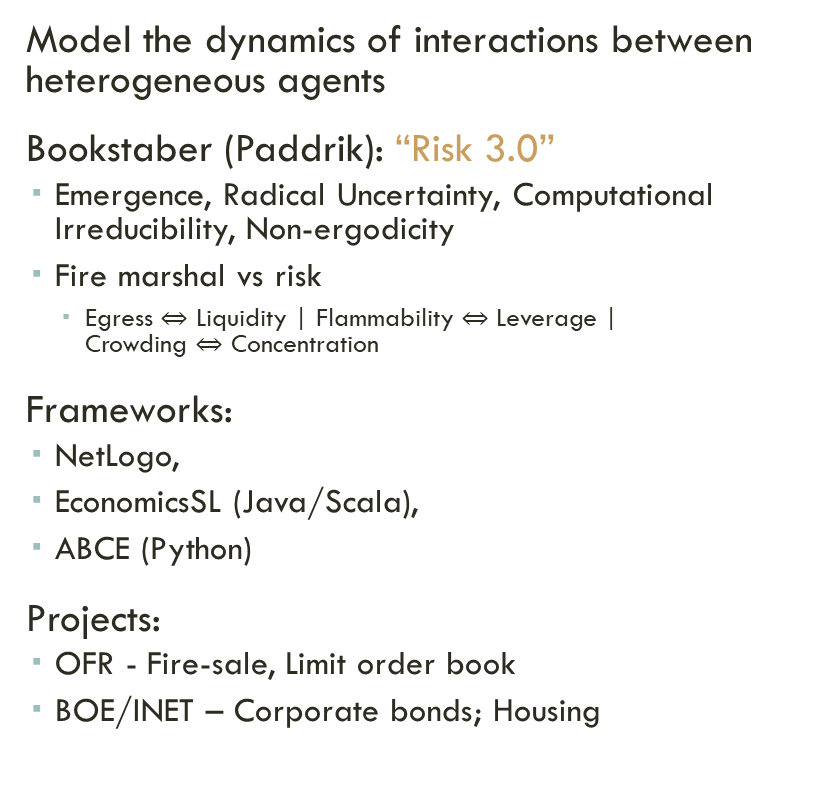 Model the dynamics of interactions between
heterogeneous agents
Bookstaber (Paddrik): “Risk 3.0”
▪ Emergence, Radical Uncertainty, Computational
Irreducibility, Non-ergodicity
▪ Fire marshal vs risk
▪ Egress ⇔ Liquidity | Flammability ⇔ Leverage |
Crowding ⇔ Concentration
Frameworks:
▪ NetLogo,
▪ EconomicsSL (Java/Scala),
▪ ABCE (Python)
Projects:
▪ OFR - Fire-sale, Limit order book
▪ BOE/INET – Corporate bonds; Housing